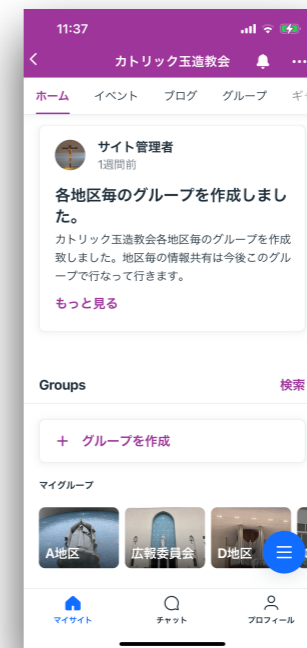 11:37
カトリック玉造教会
ホーム イベント ブログ グループ ギャ
サイト管理者
1週間前
各地区毎のグループを作成しまし
た。
カトリック玉造教会各地区毎のグループを作成
致しました。地区毎の情報共有は今後このグル
ープで行なって行きます。
もっと見る
Groups 検索
+ グループを作成
マイグループ
A地区 広報委員会 D地区
マイサイト チャット プロフィール